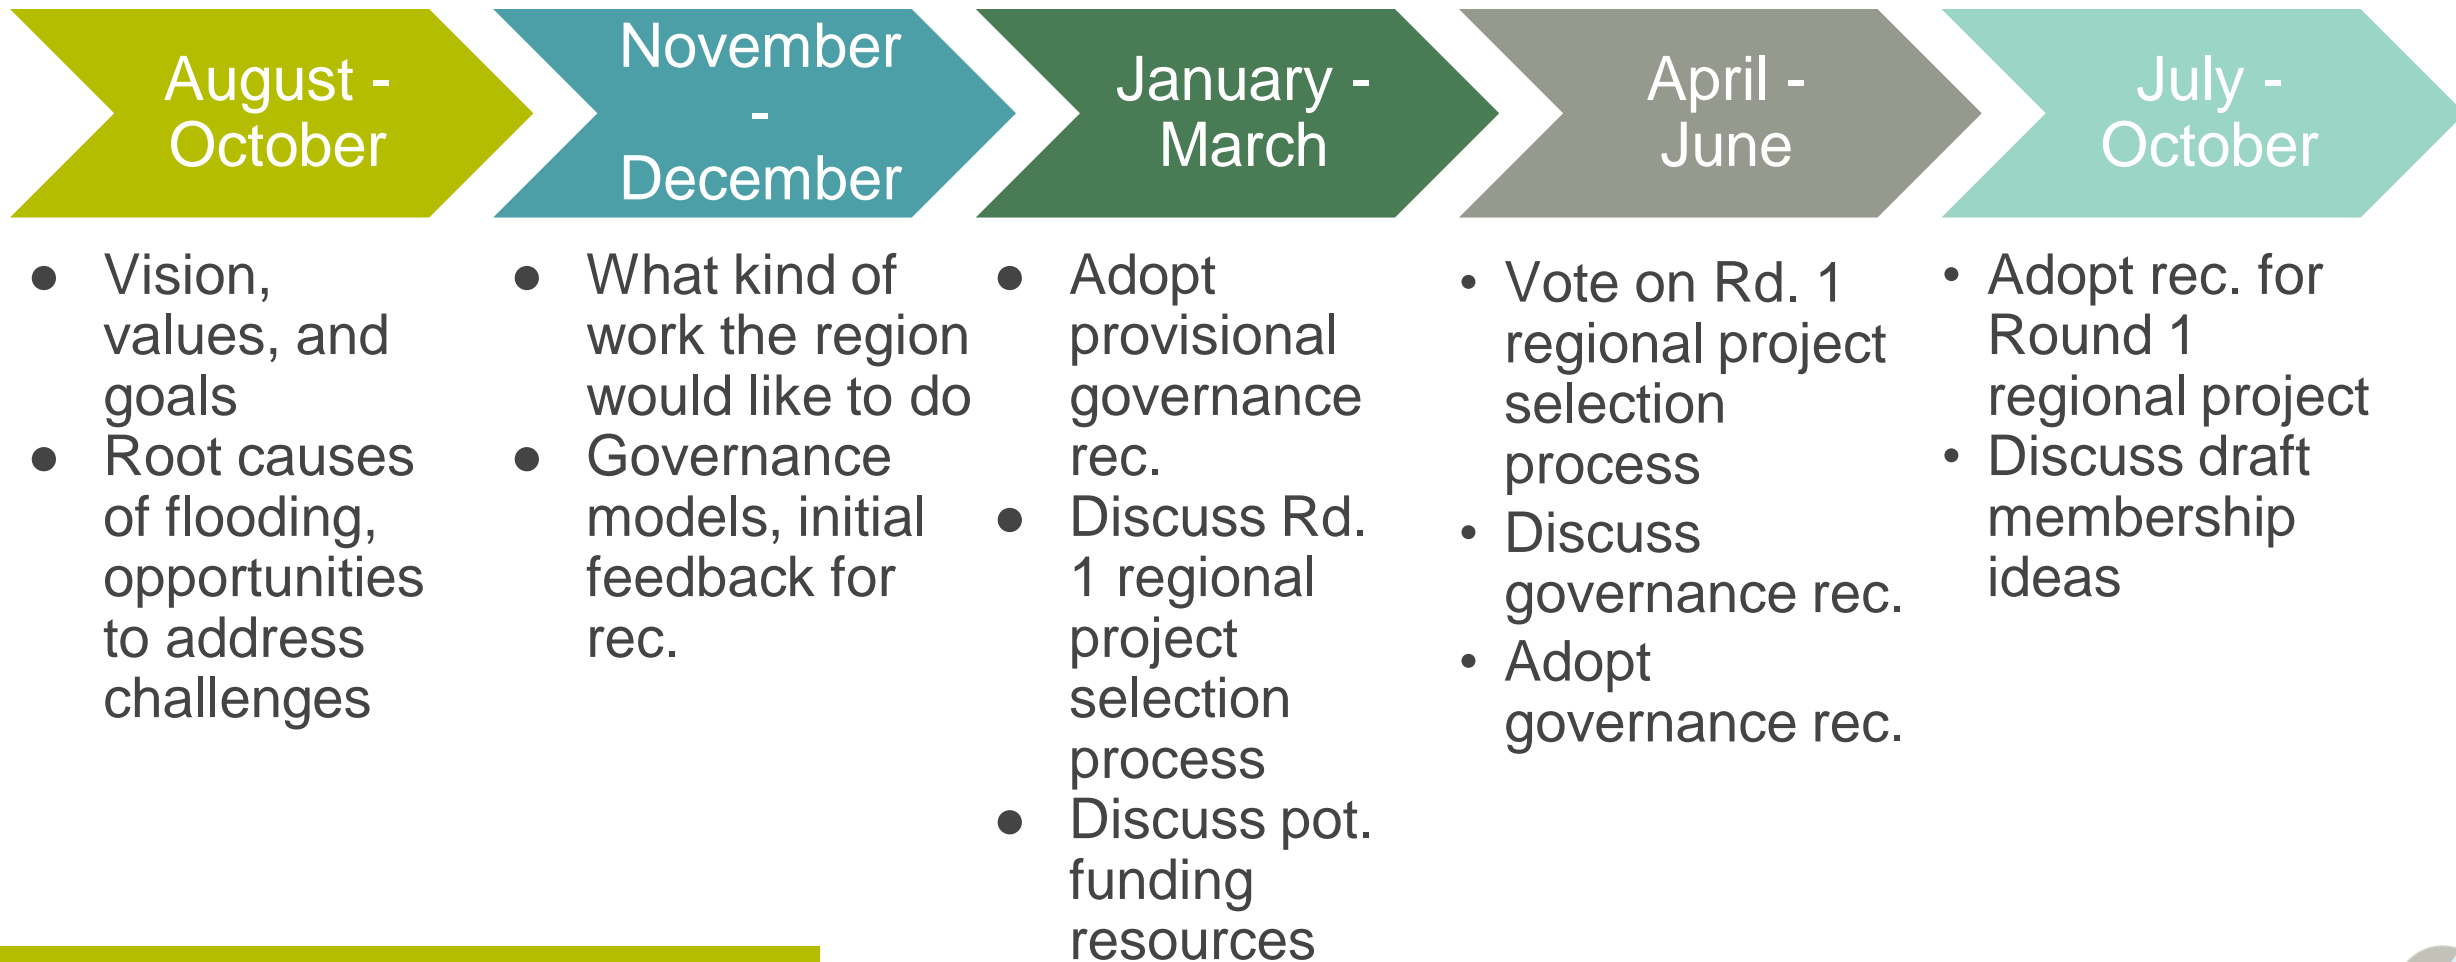 August -
October
November
-
December
January -
March
April -
June
July -
October
● Vision,
values, and
goals
● Root causes
of flooding,
opportunities
to address
challenges
● What kind of
work the region
would like to do
● Governance
models, initial
feedback for
rec.
● Adopt
provisional
governance
rec.
● Discuss Rd.
1 regional
project
selection
process
● Discuss pot.
funding
resources
• Vote on Rd. 1
regional project
selection
process
• Discuss
governance rec.
• Adopt
governance rec.
• Adopt rec. for
Round 1
regional project
• Discuss draft
membership
ideas